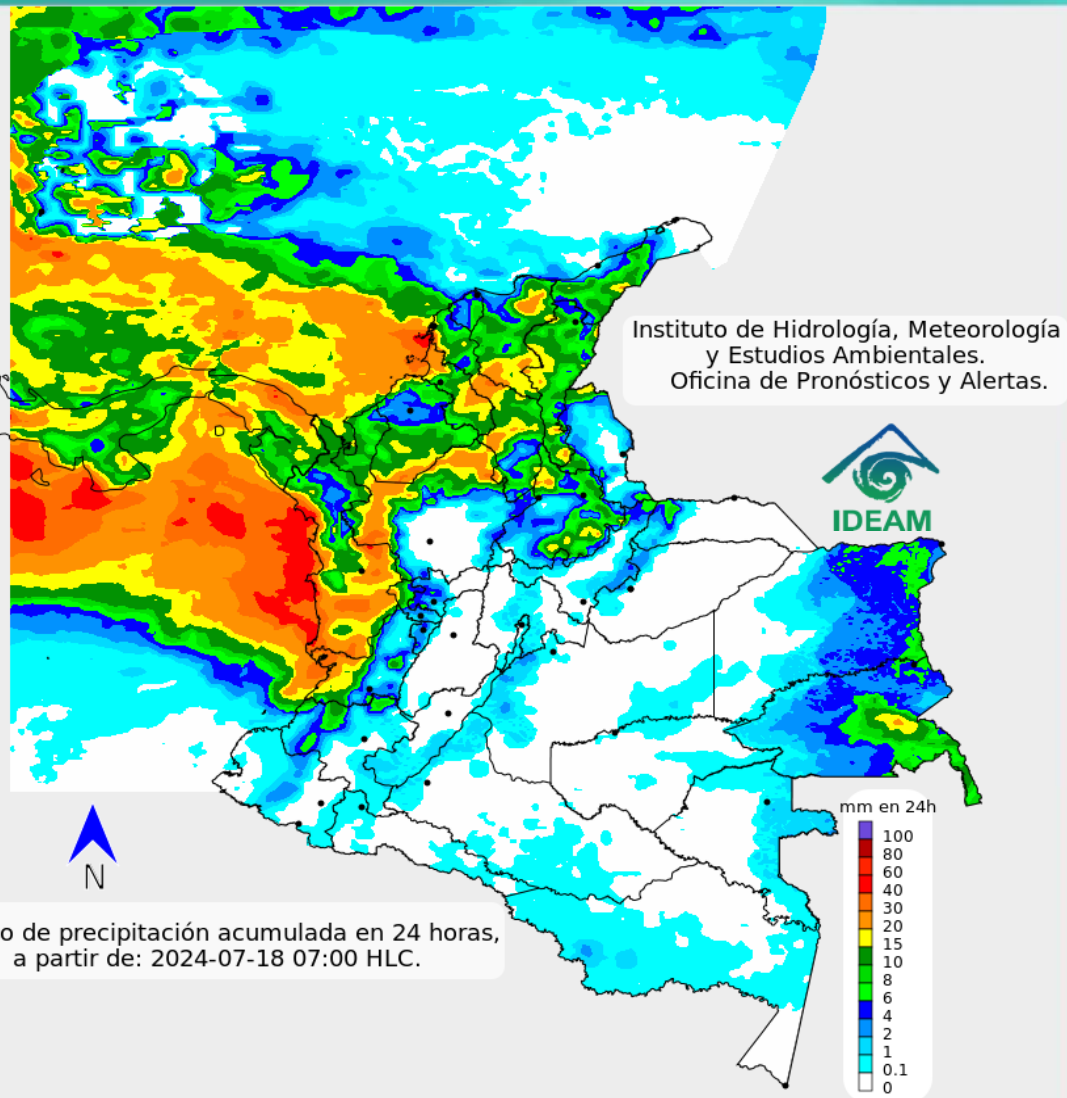 Instituto de Hidrología, Meteorología
y Estudios Ambientales.
Oficina de Pronósticos y Alertas.
IDEAM
D
N
o de precipitación acumulada en 24 horas,
a partir de: 2024-07-18 07:00 HLC.
mm en 24h
100
80
60
40
30
20
15
10
8
6
4
2
1
0.1
0